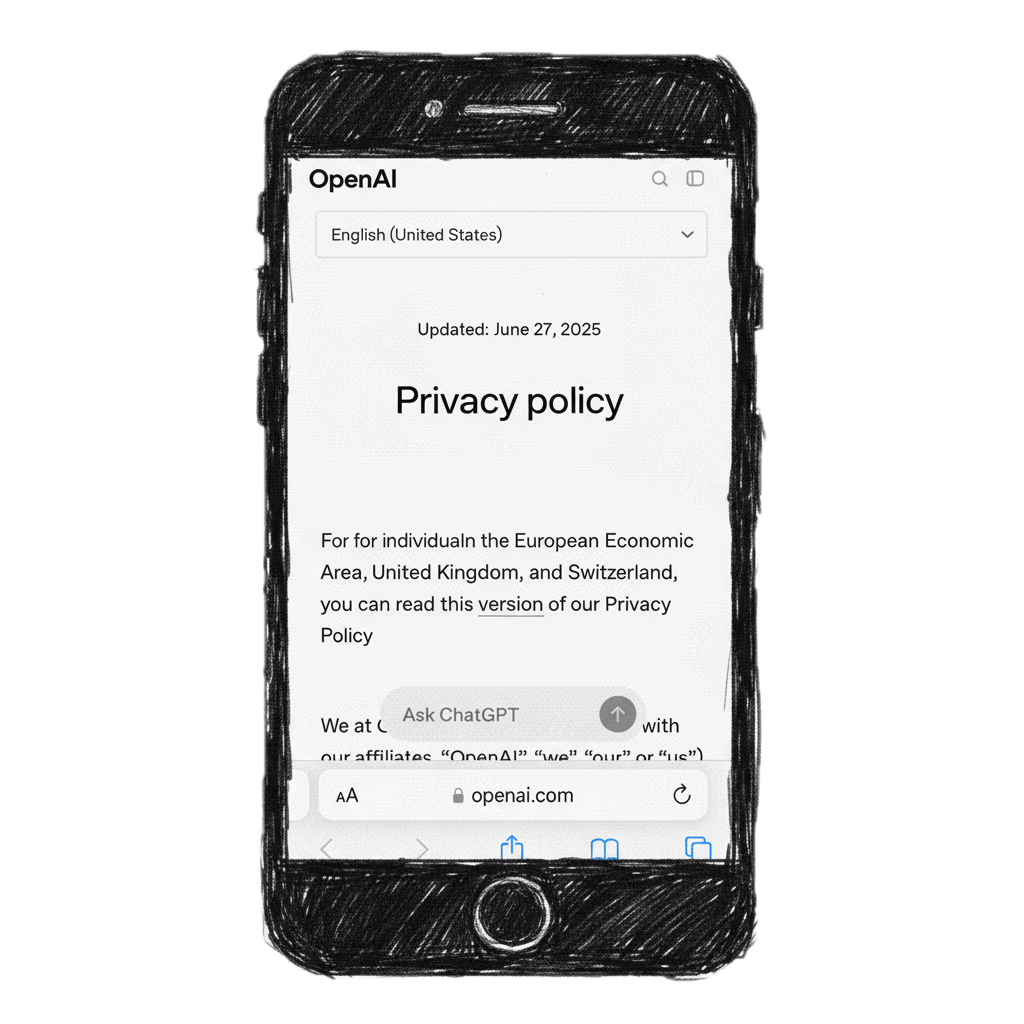 OpenAI
English (United States)
Updated: June 27, 2025
Privacy policy
For for individualn the European Economic
Area, United Kingdom, and Switzerland,
you can read this version of our Privacy
Policy
We at
Ask ChatGPT
with
our affiliates, “OpenAI”, “we”, “our” or “us”)
AA
openai.com